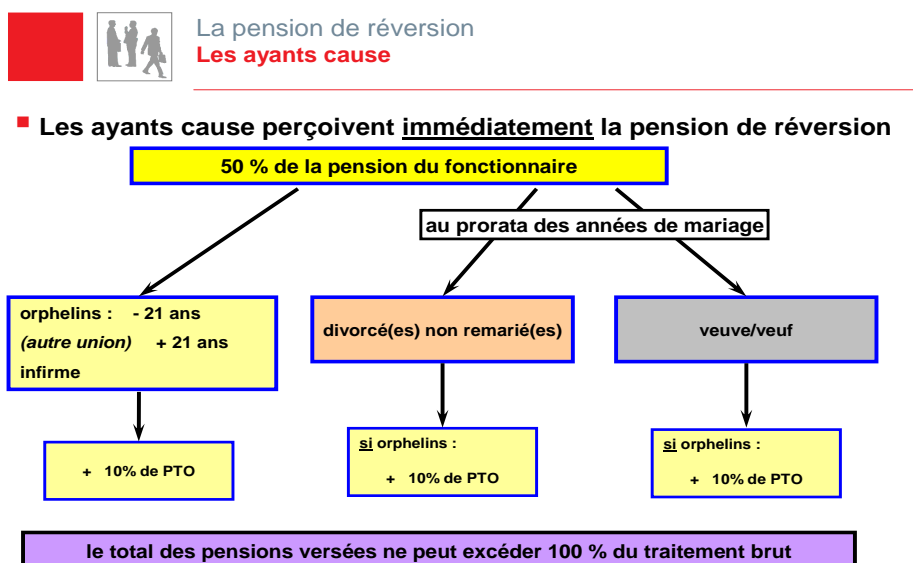 La pension de réversion
Les ayants cause
Les ayants cause perçoivent immédiatement la pension de réversion
50 % de la pension du fonctionnaire
au prorata des années de mariage
orphelins : - 21 ans
(autre union) + 21 ans
infirme
divorcé(es) non remarié(es)
veuve/veuf
+ 10% de PTO
si orphelins :
+ 10% de PTO
si orphelins :
+ 10% de PTO
le total des pensions versées ne peut excéder 100 % du traitement brut